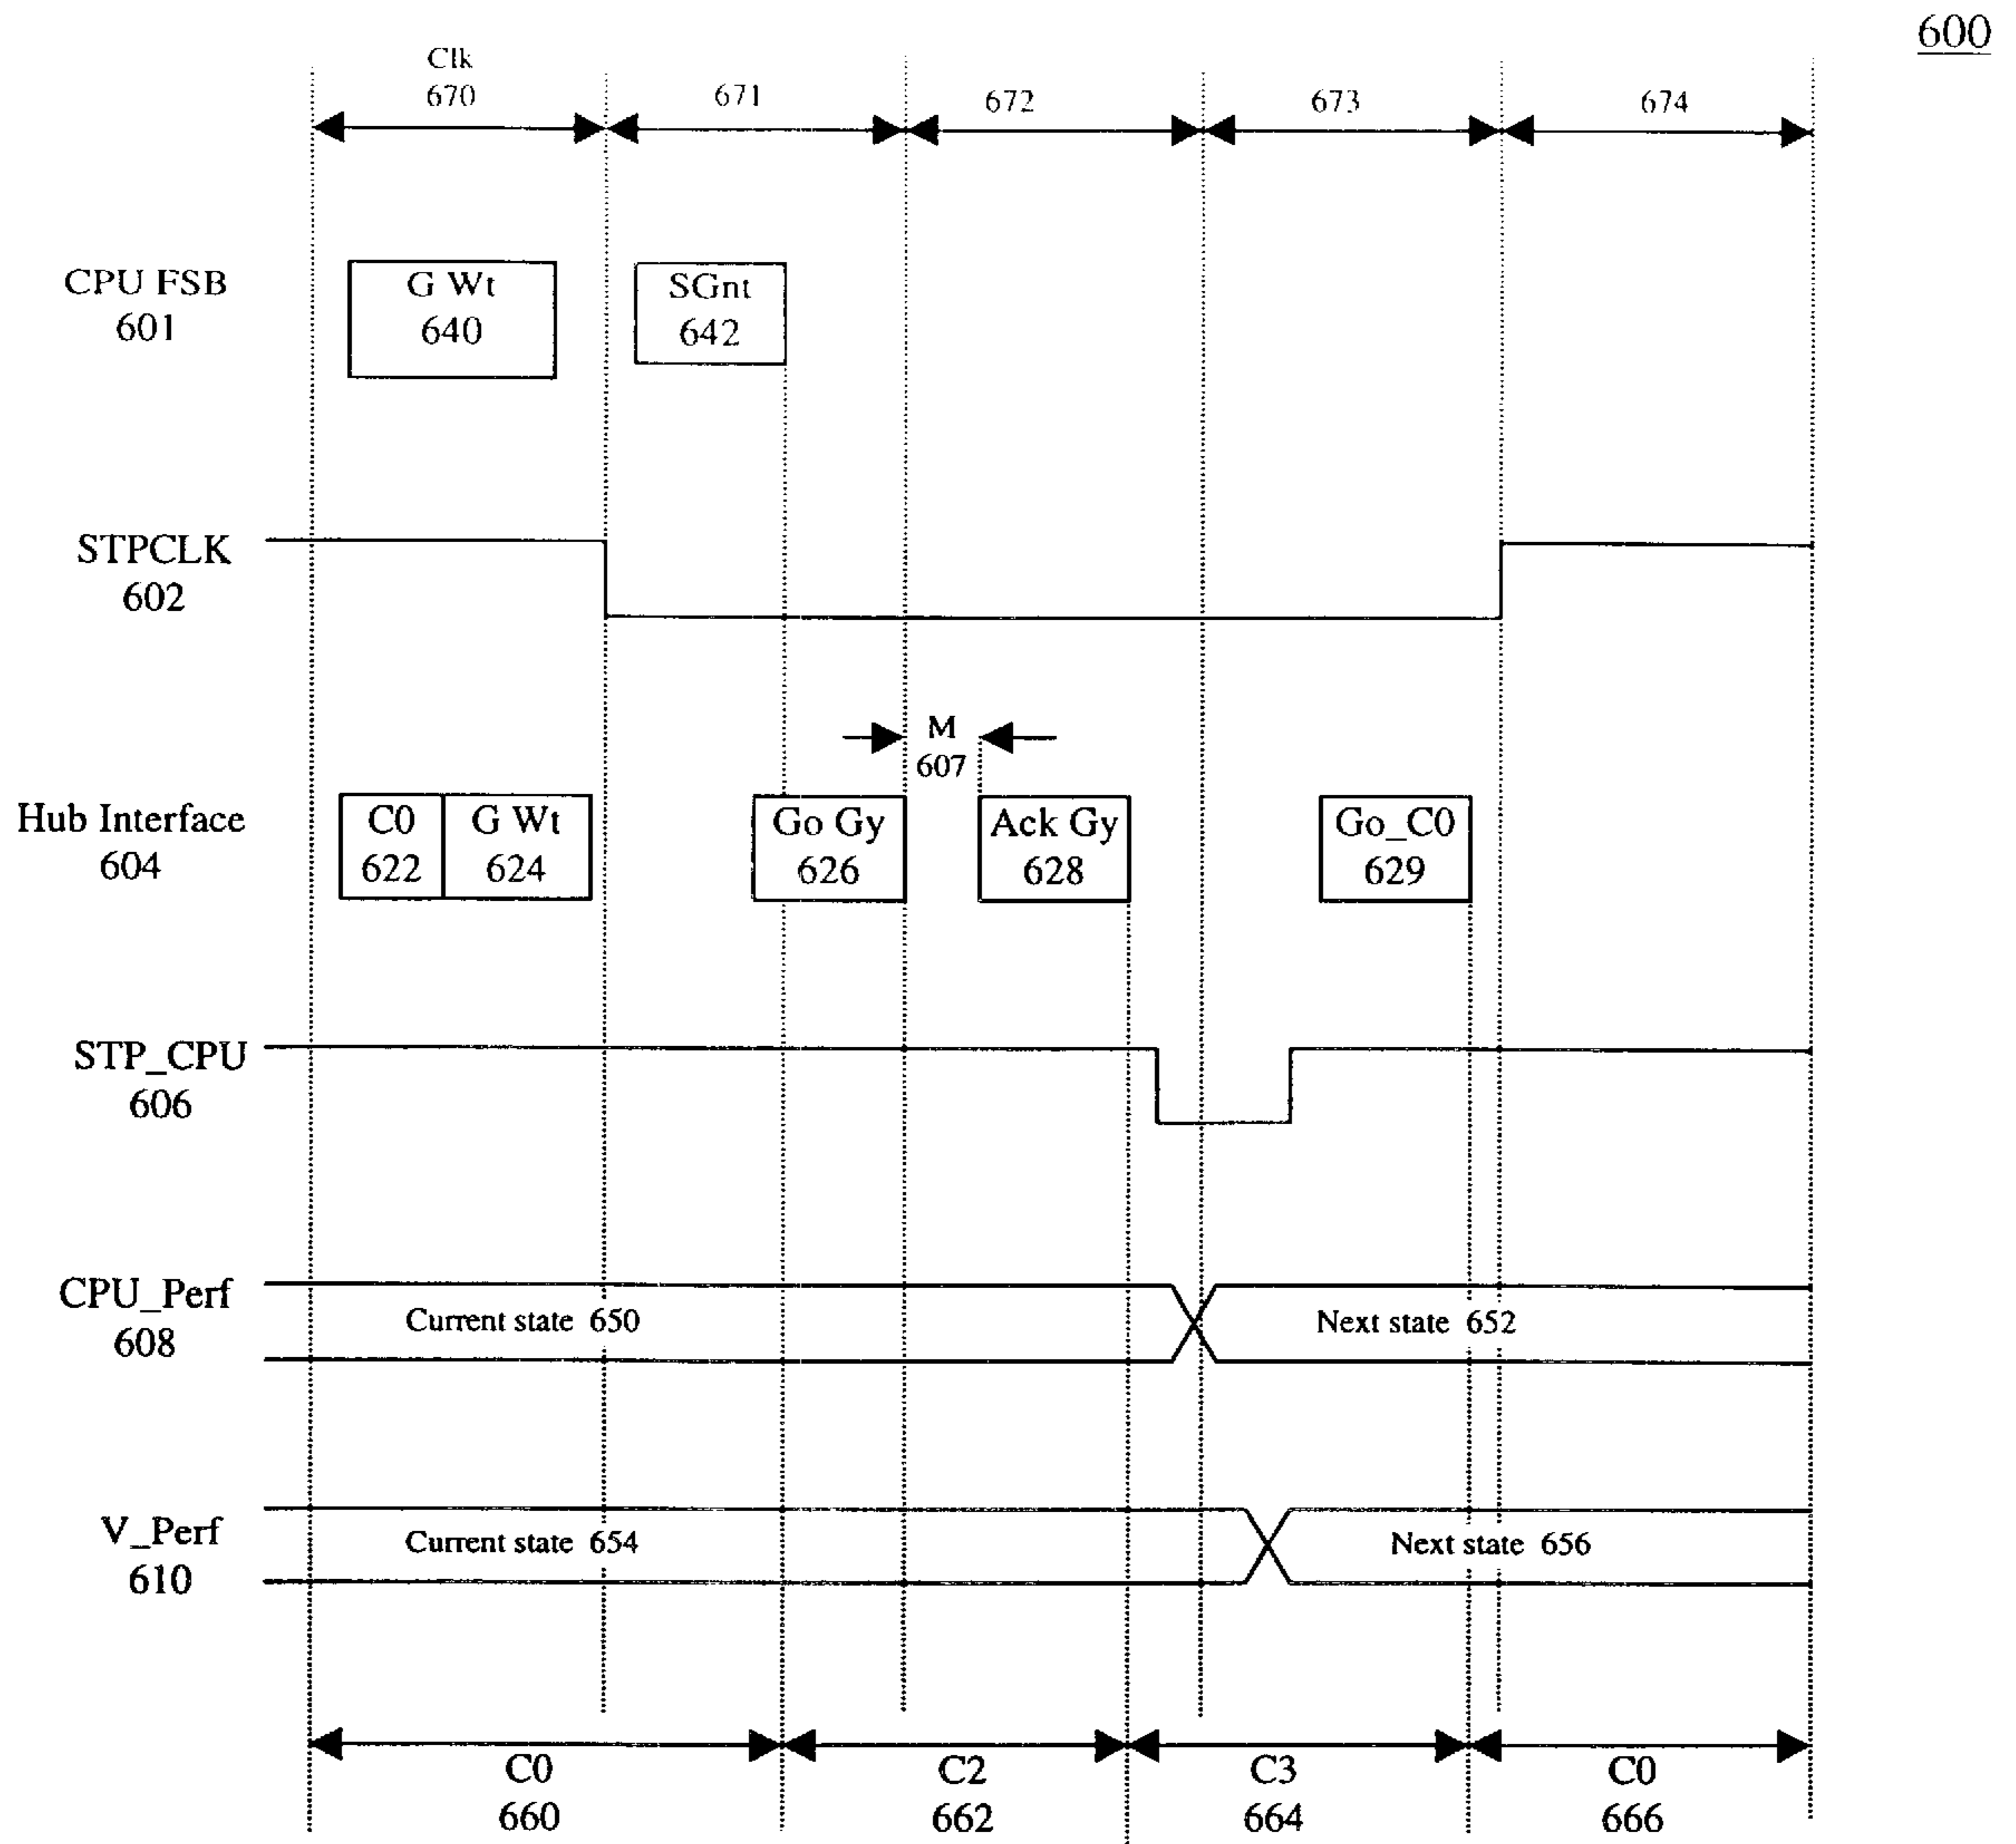 600
Clk
670
671
672
673
674
CPU FSB
601
G Wt
640
SGnt
642
STPCLK
602
M
607
Hub Interface
604
C0
622
G Wt
624
Go Gy
626
Ack Gy
628
Go_C0
629
STP_CPU
606
CPU_Perf
608
Current state 650
Next state 652
V_Perf
610
Current state 654
Next state 656
C0
660
C2
662
C3
664
C0
666